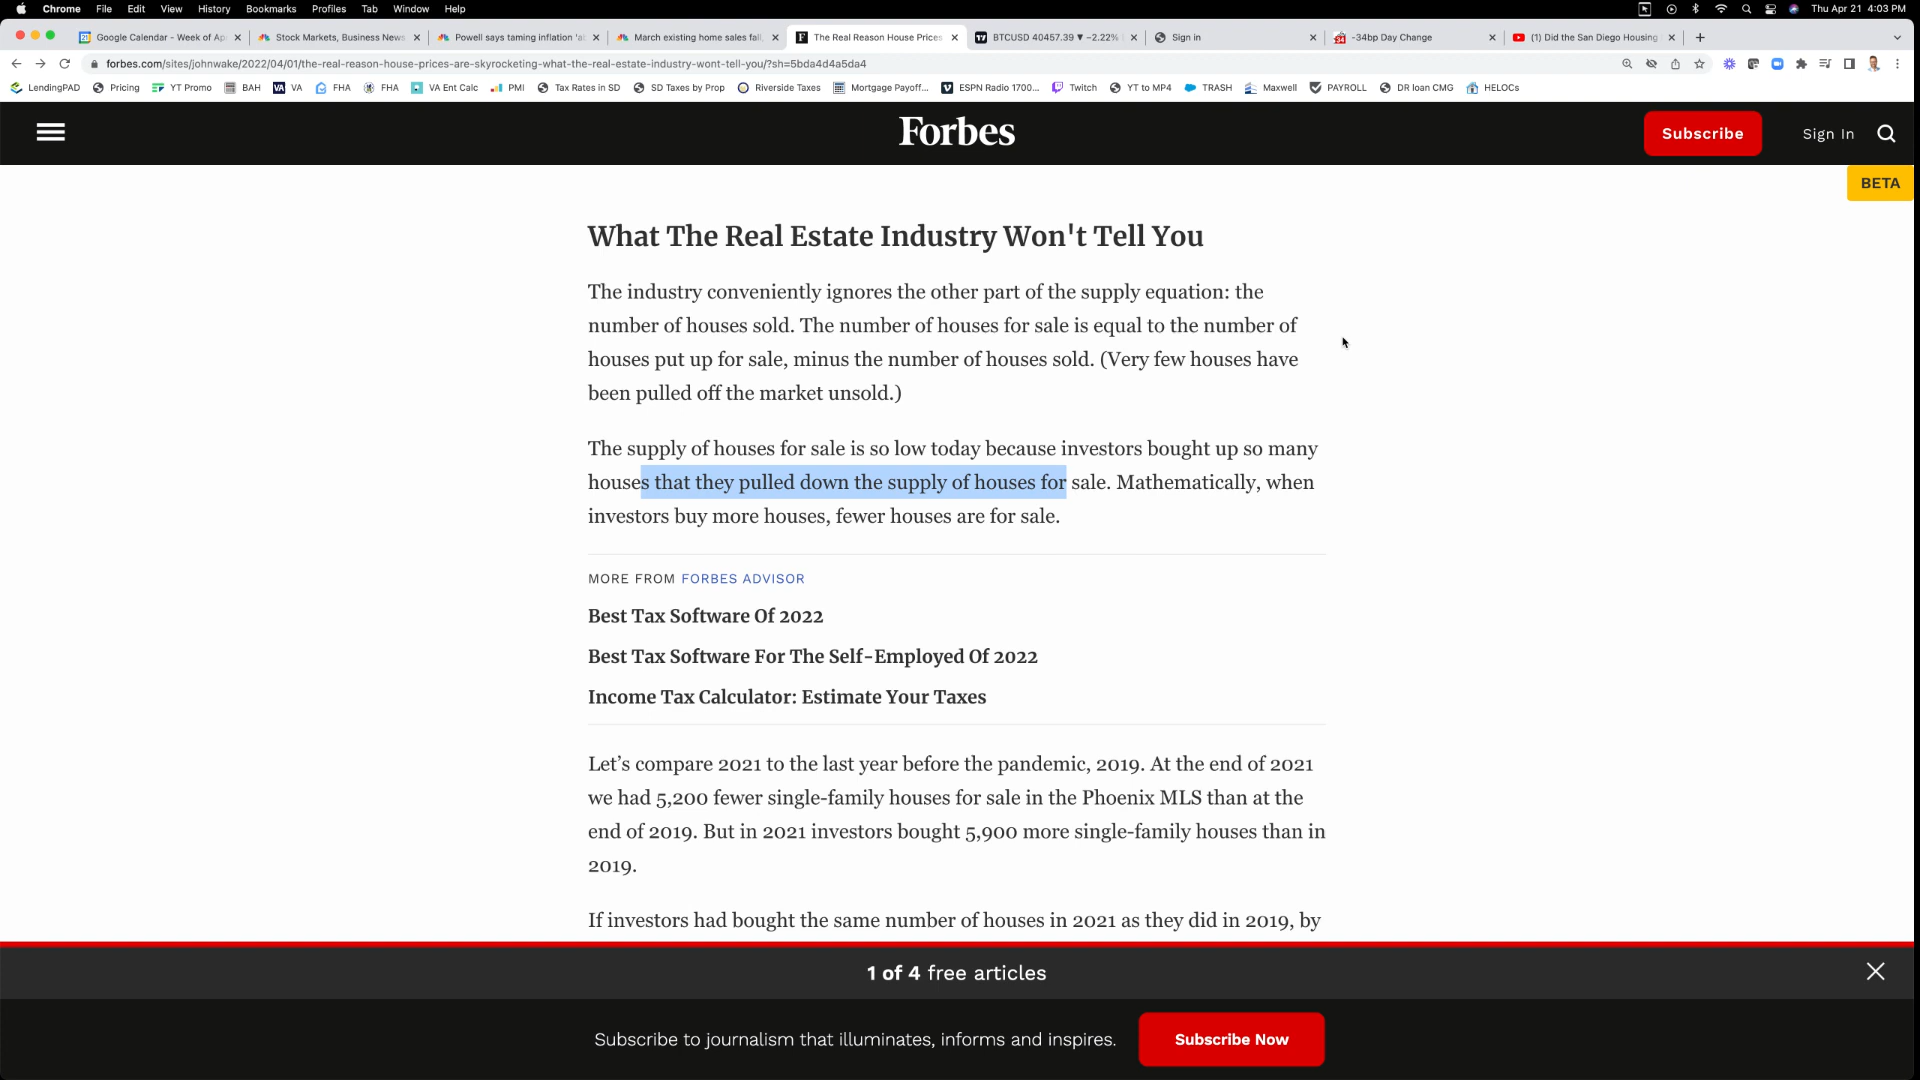 Chrome File Edit View History Bookmarks Profiles Tab Window Help Thu Apr 21 4:03 PM
Google Calendar - Week of Ap
Stock Markets, Business News
Powell says taming inflation 'a
March existing home sales fall,
The Real Reason House Prices
BTCUSD 40457.39 ▼ −2.22%
Sign in
-34bp Day Change
(1) Did the San Diego Housing
forbes.com/sites/johnwake/2022/04/01/the-real-reason-house-prices-are-skyrocketing-what-the-real-estate-industry-wont-tell-you/?sh=5bda4d4a5da4
LendingPAD Pricing YT Promo BAH VA FHA FHA VA Ent Calc PMI Tax Rates in SD SD Taxes by Prop Riverside Taxes Mortgage Payoff... ESPN Radio 1700... Twitch YT to MP4 TRASH Maxwell PAYROLL DR loan CMG HELOCs
Forbes
Subscribe
Sign In
BETA
What The Real Estate Industry Won't Tell You
The industry conveniently ignores the other part of the supply equation: the
number of houses sold. The number of houses for sale is equal to the number of
houses put up for sale, minus the number of houses sold. (Very few houses have
been pulled off the market unsold.)
The supply of houses for sale is so low today because investors bought up so many
houses that they pulled down the supply of houses for sale. Mathematically, when
investors buy more houses, fewer houses are for sale.
MORE FROM FORBES ADVISOR
Best Tax Software Of 2022
Best Tax Software For The Self-Employed Of 2022
Income Tax Calculator: Estimate Your Taxes
Let’s compare 2021 to the last year before the pandemic, 2019. At the end of 2021
we had 5,200 fewer single-family houses for sale in the Phoenix MLS than at the
end of 2019. But in 2021 investors bought 5,900 more single-family houses than in
2019.
If investors had bought the same number of houses in 2021 as they did in 2019, by
1 of 4 free articles
Subscribe to journalism that illuminates, informs and inspires.
Subscribe Now